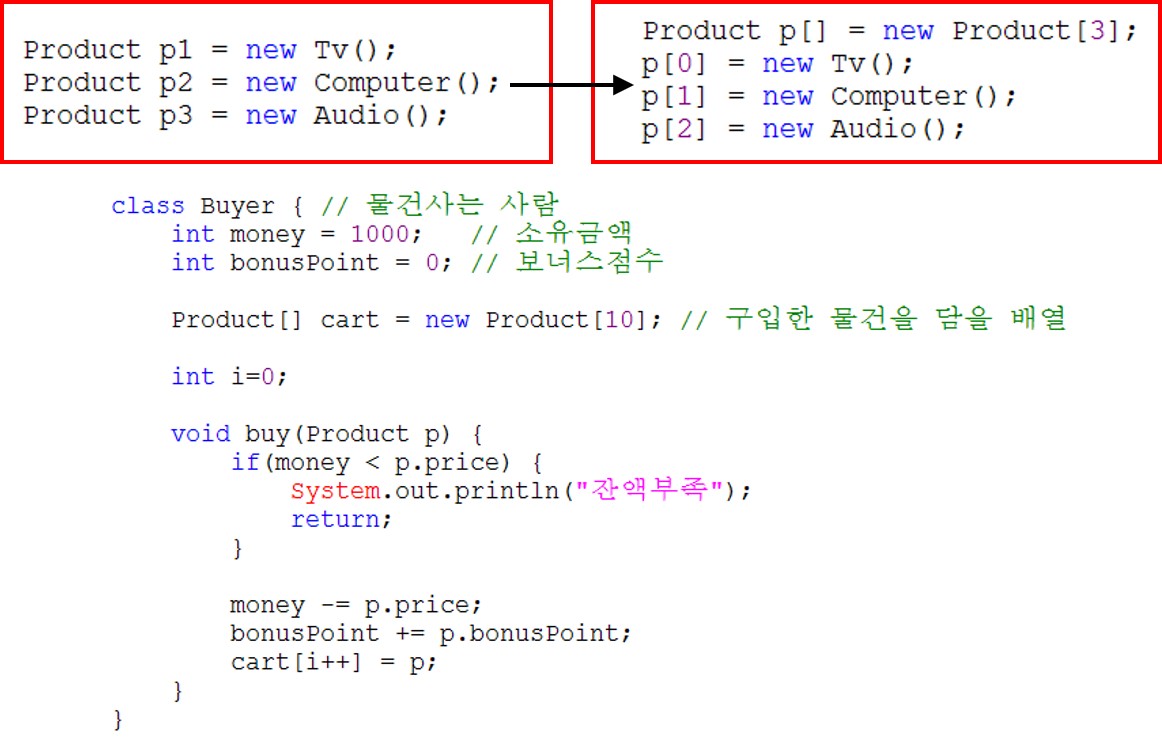 Product p1 = new Tv();
Product p2 = new Computer();
Product p3 = new Audio();
Product p[] = new Product[3];
p[0] = new Tv();
p[1] = new Computer();
p[2] = new Audio();
class Buyer { // 물건사는 사람
int money = 1000; // 소유금액
int bonusPoint = 0; // 보너스점수
Product[] cart = new Product[10]; // 구입한 물건을 담을 배열
int i=0;
void buy(Product p) {
if(money < p.price) {
System.out.println("잔액부족");
return;
}
money -= p.price;
bonusPoint += p.bonusPoint;
cart[i++] = p;
}
}